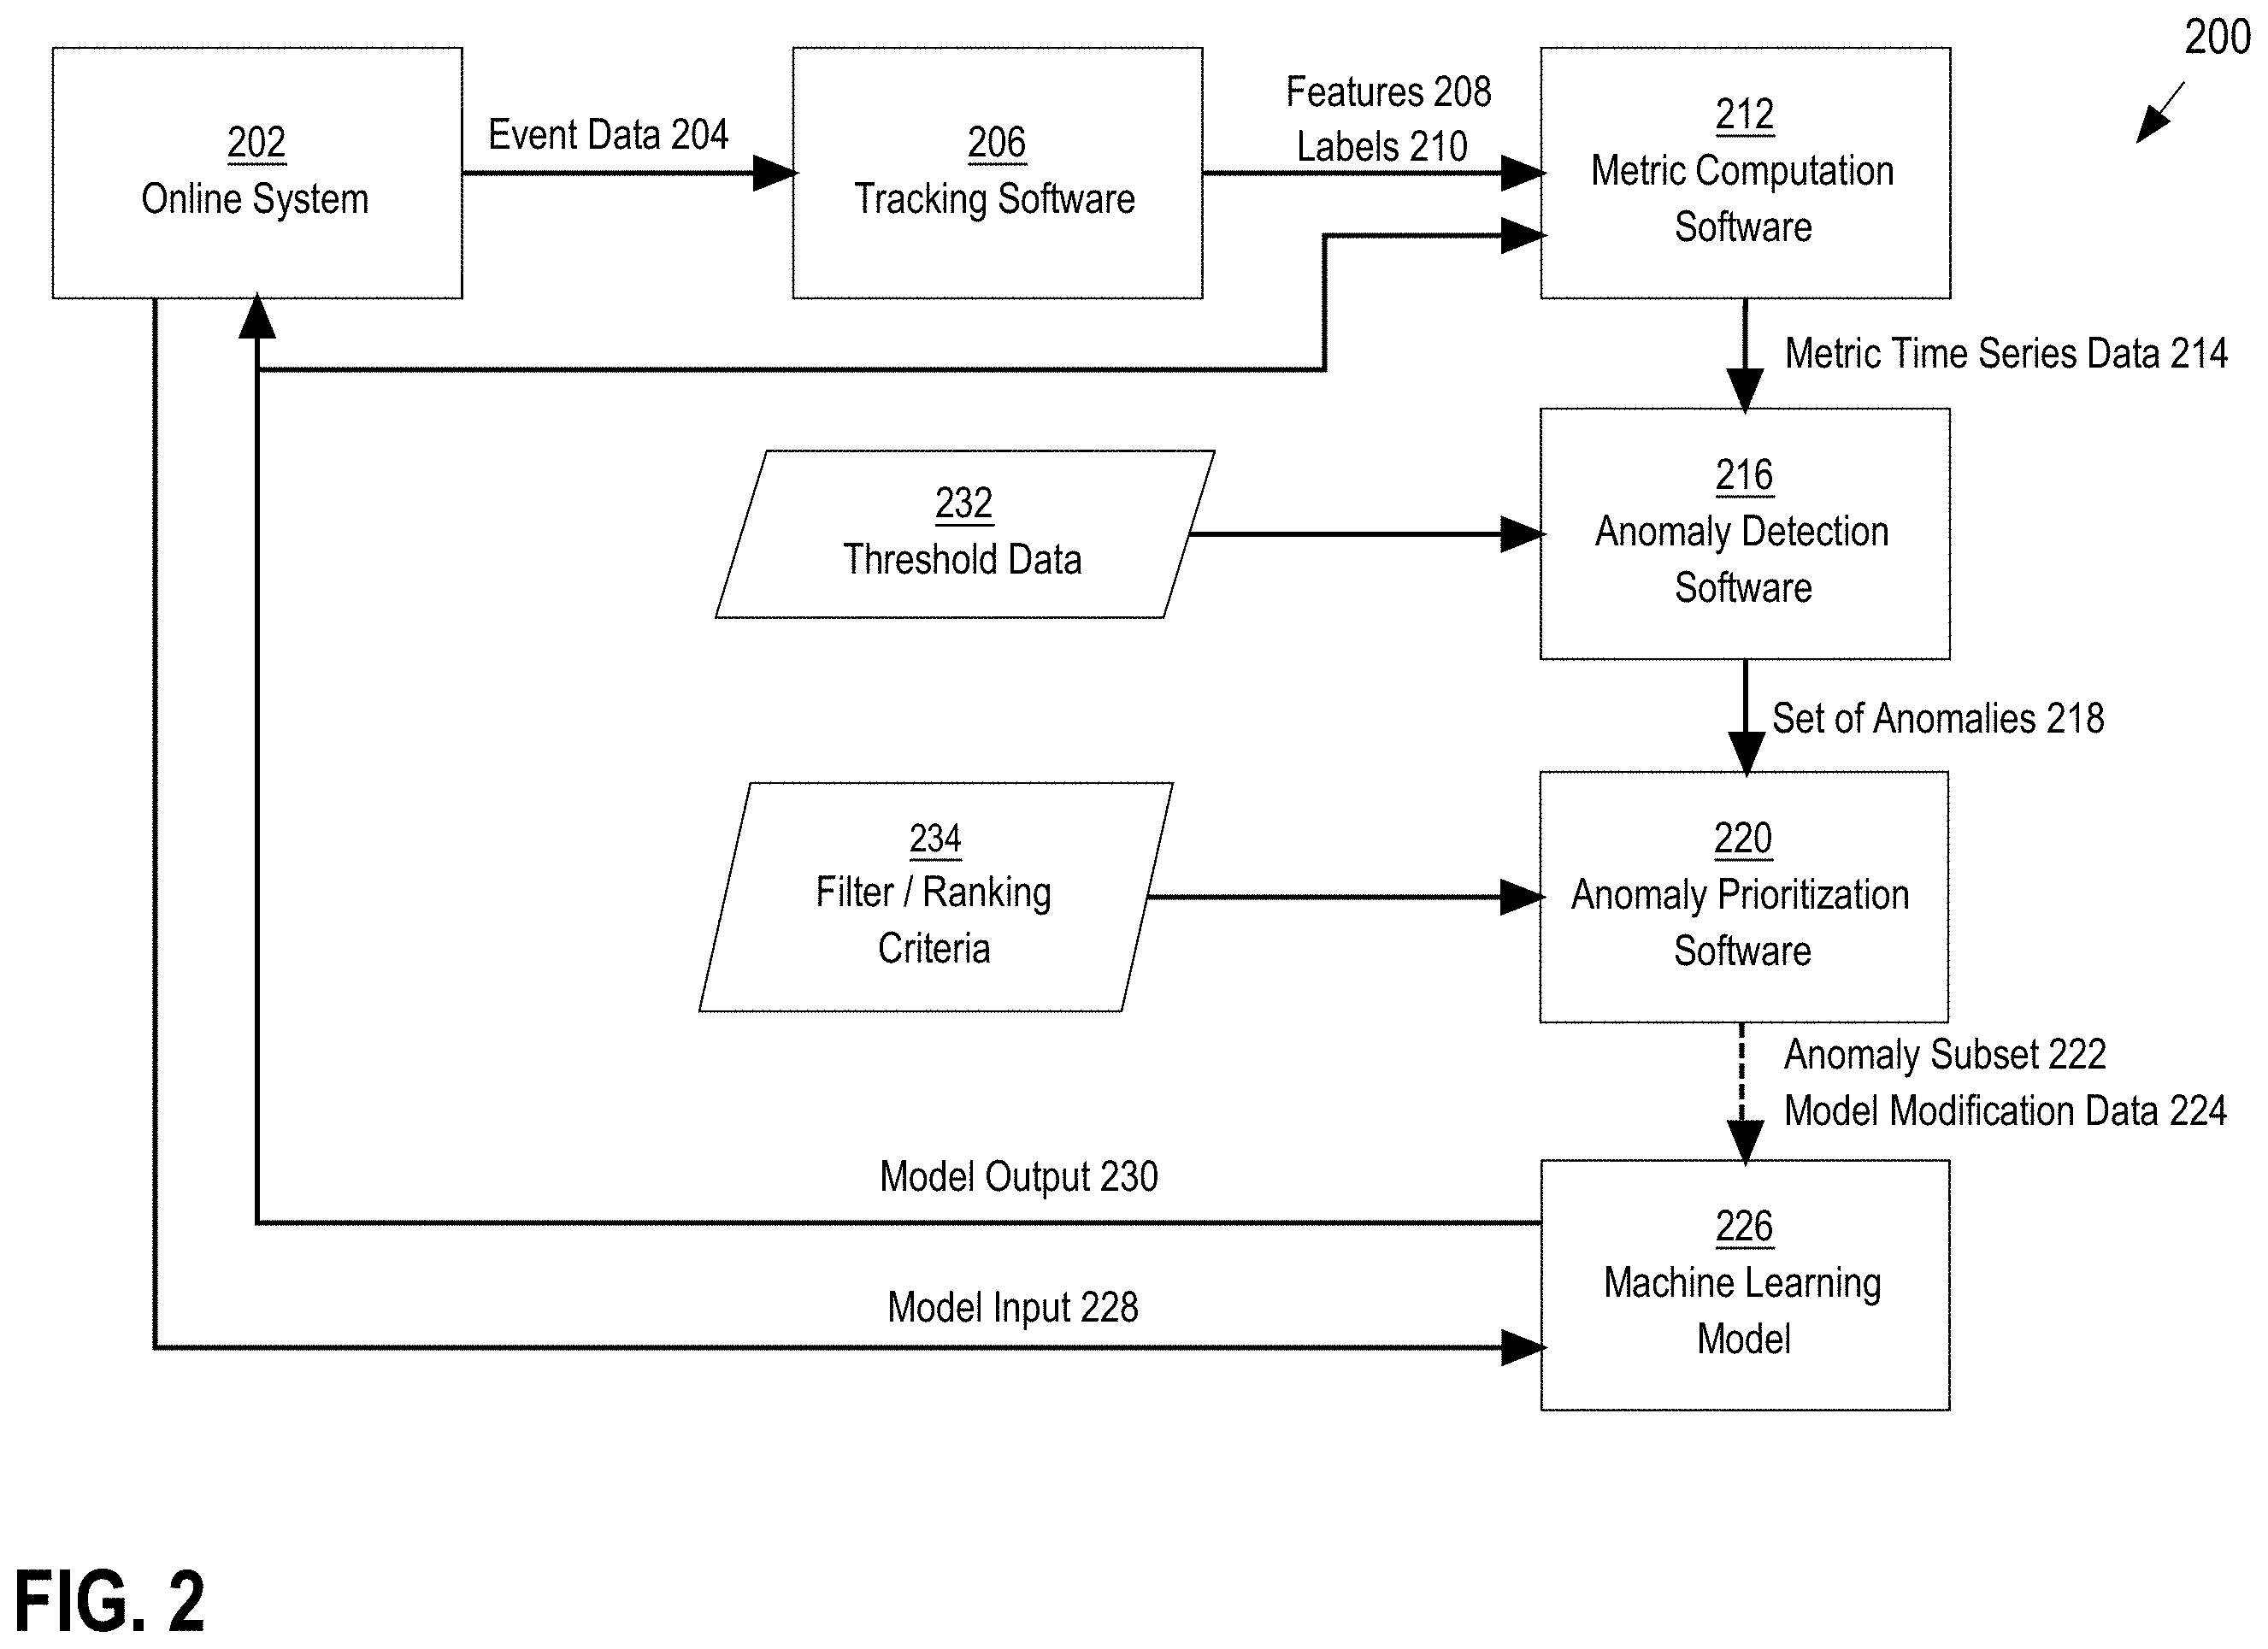 200
202
Online System
Event Data 204
206
Tracking Software
Features 208
Labels 210
212
Metric Computation
Software
Metric Time Series Data 214
232
Threshold Data
216
Anomaly Detection
Software
Set of Anomalies 218
234
Filter / Ranking
Criteria
220
Anomaly Prioritization
Software
Anomaly Subset 222
Model Modification Data 224
Model Output 230
226
Machine Learning
Model
Model Input 228
FIG. 2